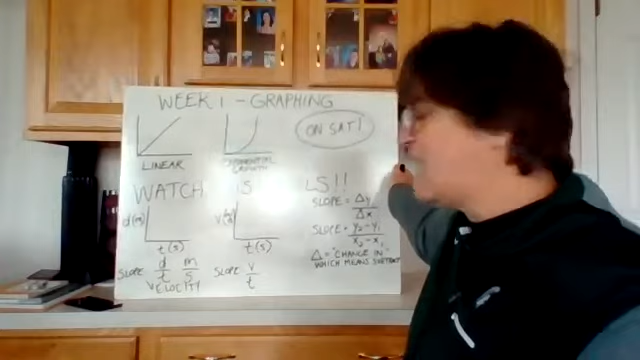 WEEK 1 - GRAPHING
ON SAT!
LINEAR
EXPONENTIAL
GROWTH
WATCH IS LS!!
SLOPE = Δy
Δx
d(m)
t(s)
t(s)
SLOPE = y₂ - y₁
x₂ - x₁
SLOPE d m
t s
VELOCITY
SLOPE V
t
Δ = "CHANGE IN"
WHICH MEANS SUBTRACT